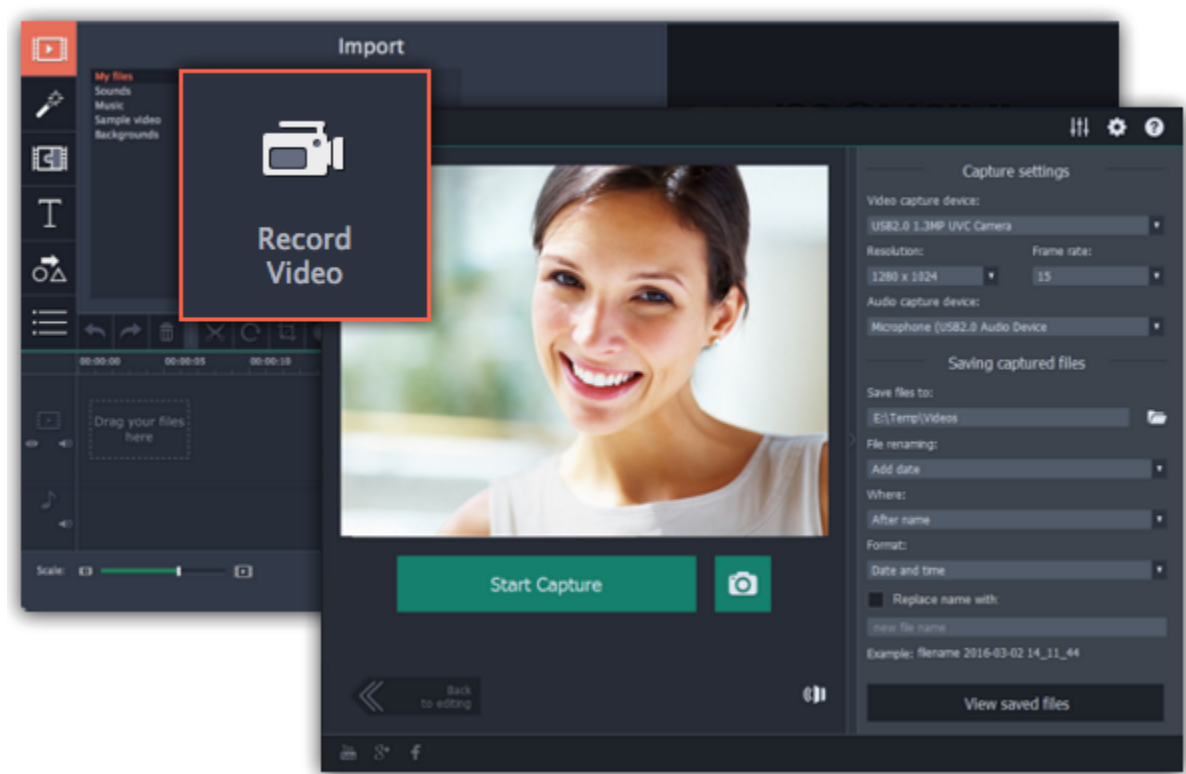 Import
My files
Sounds
Music
Sample video
Backgrounds
Record
Video
00:00:00 00:00:05 00:00:10
Drag your files
here
Scale:
Start Capture
Back
to editing
Capture settings
Video capture device:
USB2.0 1.3MP UVC Camera
Resolution: Frame rate:
1280 x 1024 15
Audio capture device:
Microphone (USB2.0 Audio Device
Saving captured files
Save files to:
E:\Temp\Videos
File renaming:
Add date
Where:
After name
Format:
Date and time
Replace name with:
new file name
Example: filename 2016-03-02 14_11_44
View saved files